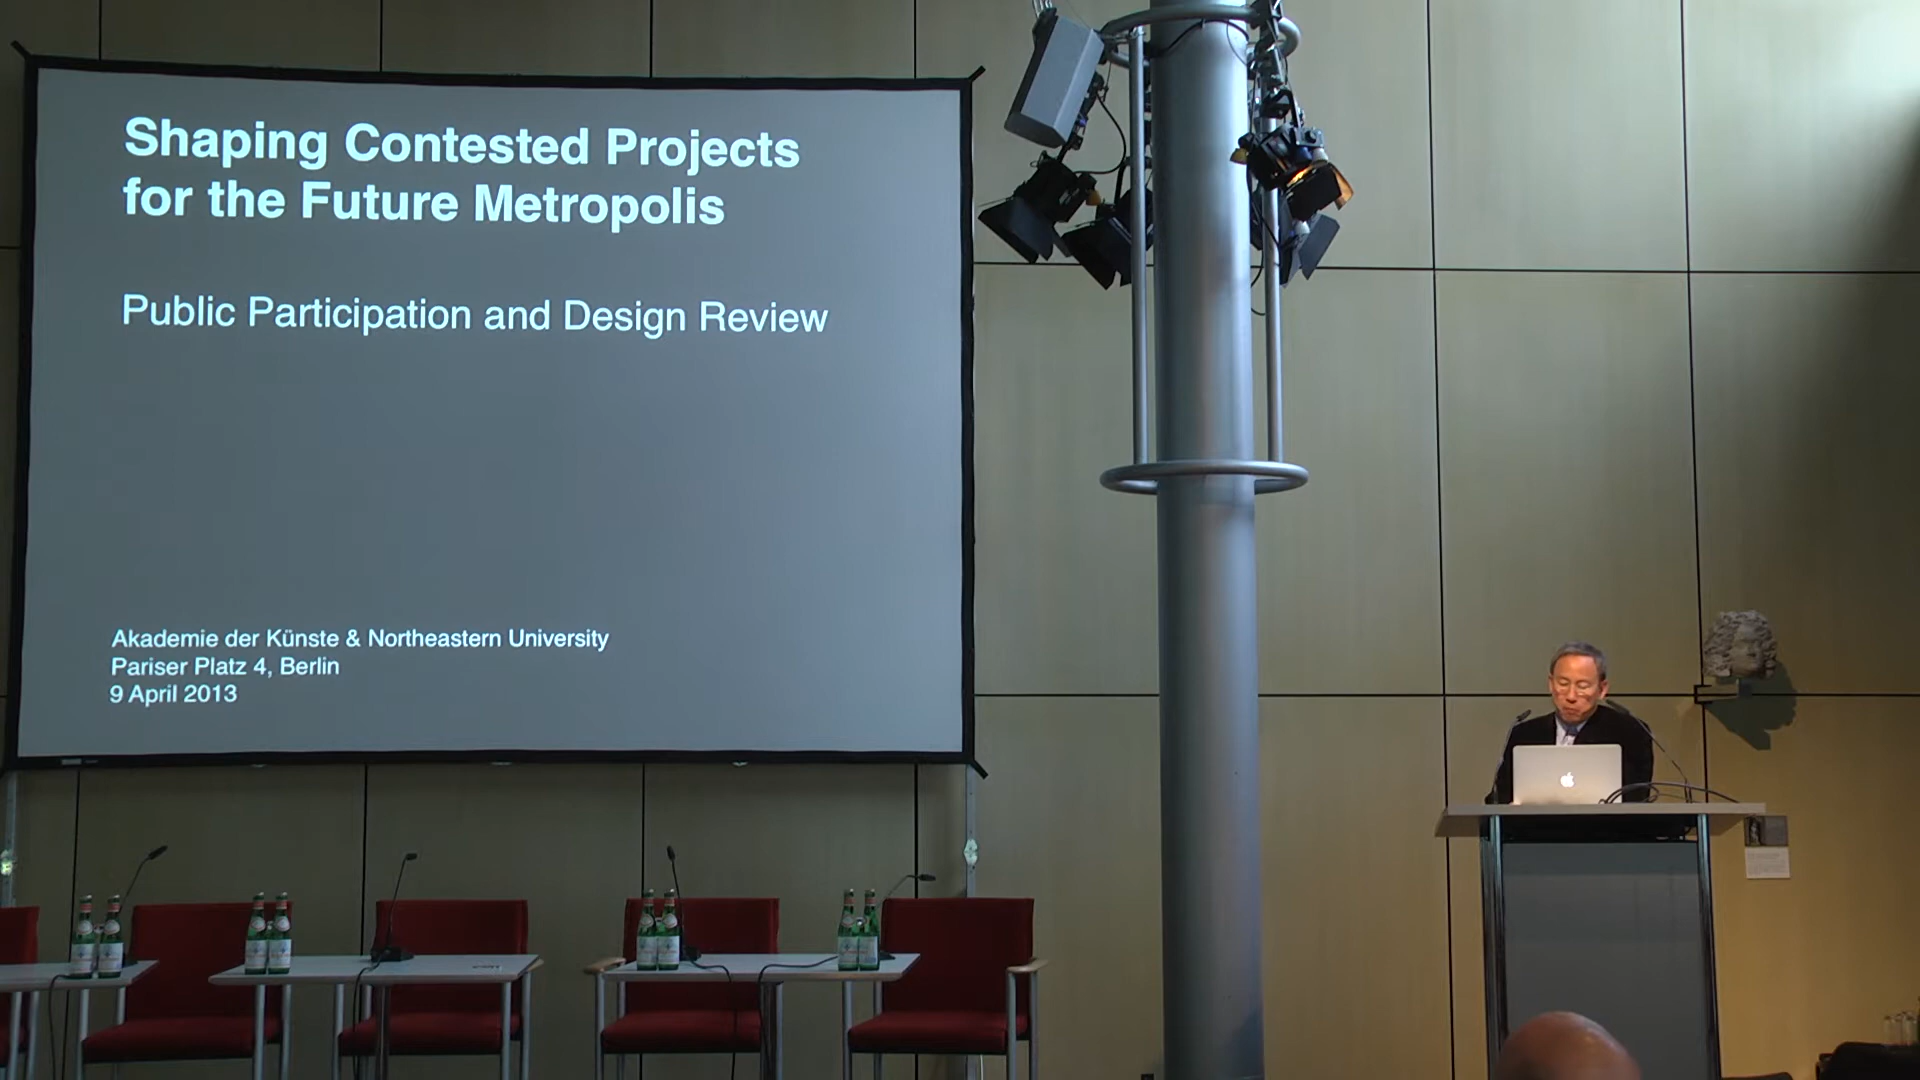 Shaping Contested Projects
for the Future Metropolis
Public Participation and Design Review
Akademie der Künste & Northeastern University
Pariser Platz 4, Berlin
9 April 2013